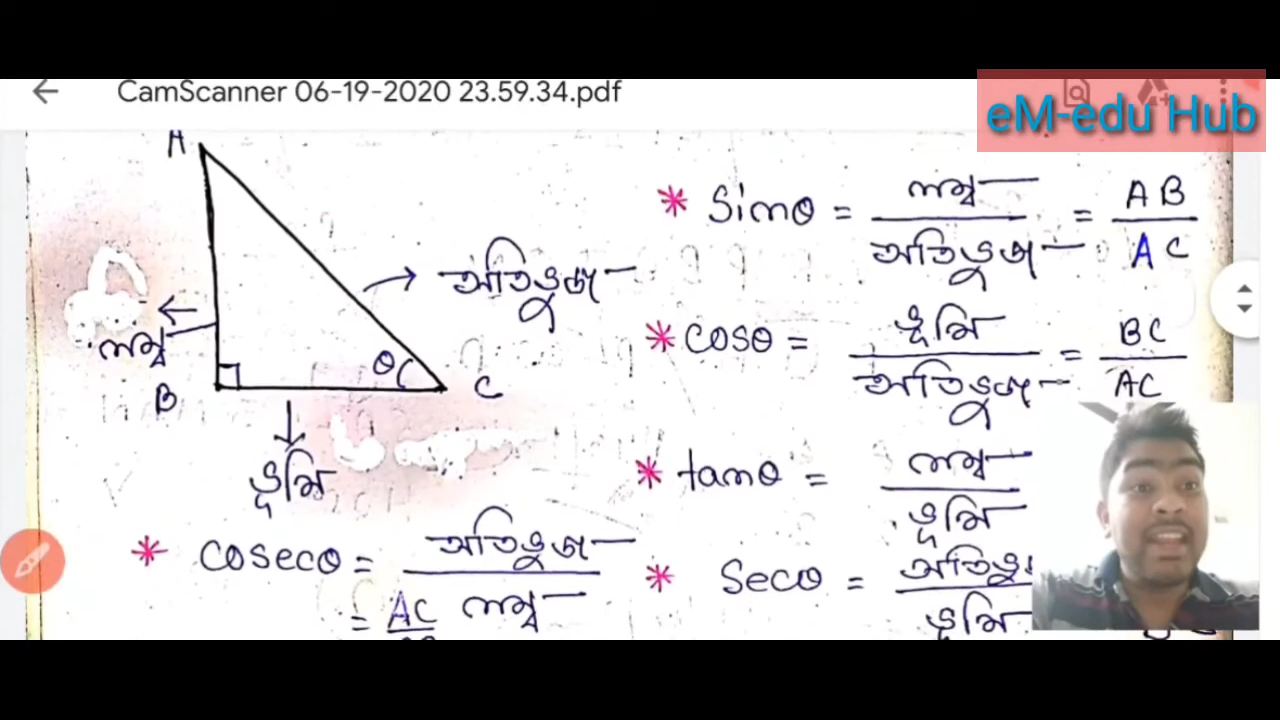 CamScanner 06-19-2020 23.59.34.pdf
eM-edu Hub
A
লম্ব
B
θ
C
অতিভুজ
ভূমি
* Sinθ = লম্ব / অতিভুজ = AB / AC
* cosθ = ভূমি / অতিভুজ = BC / AC
* tanθ = লম্ব / ভূমি
* cosecθ = অতিভুজ / লম্ব
= AC
* Secθ = অতিভু / ভূমি